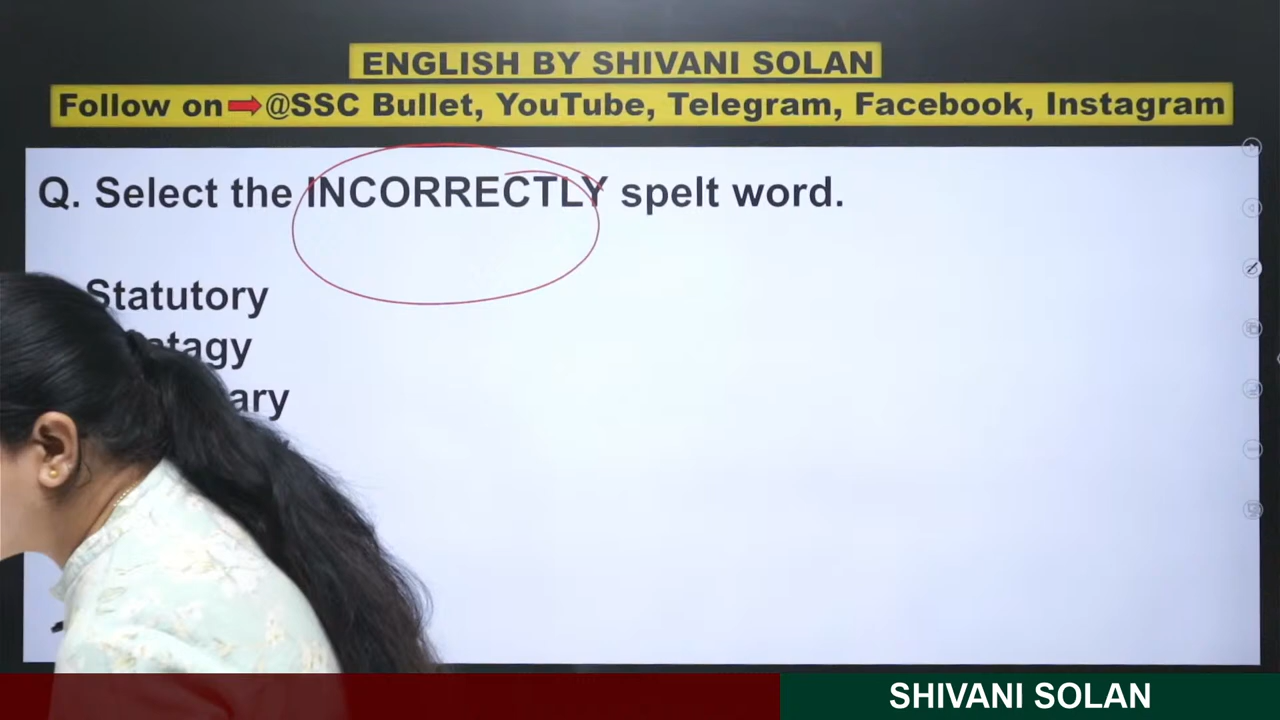 ENGLISH BY SHIVANI SOLAN
Follow on @SSC Bullet, YouTube, Telegram, Facebook, Instagram
Q. Select the INCORRECTLY spelt word.
Statutory
SHIVANI SOLAN